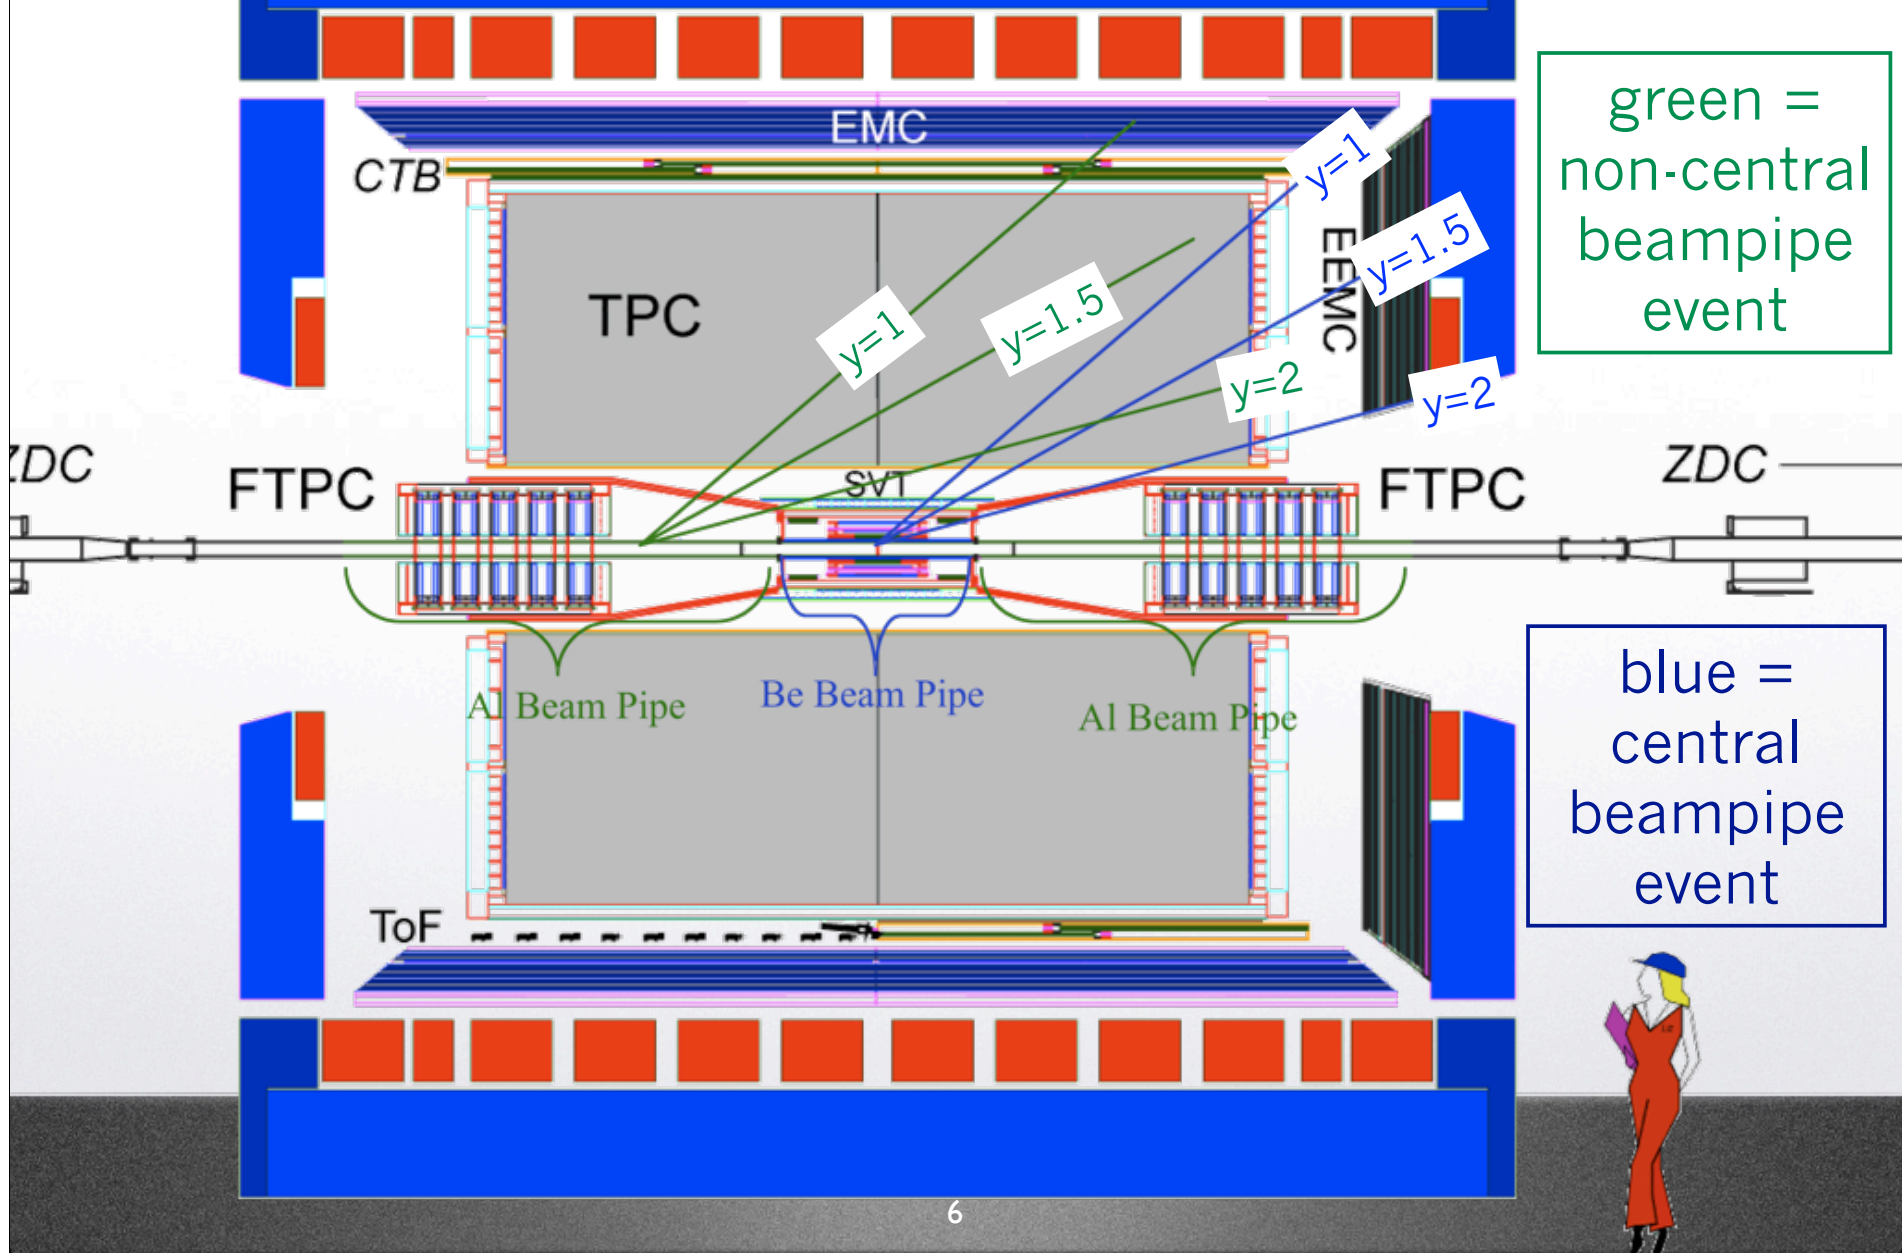 EMC
CTB
y=1
green =
non-central
beampipe
event
y=1.5
EEMC
TPC
y=1
y=1.5
y=2
y=2
ZDC
FTPC
SVT
FTPC
ZDC
Al Beam Pipe
Be Beam Pipe
Al Beam Pipe
blue =
central
beampipe
event
ToF
6